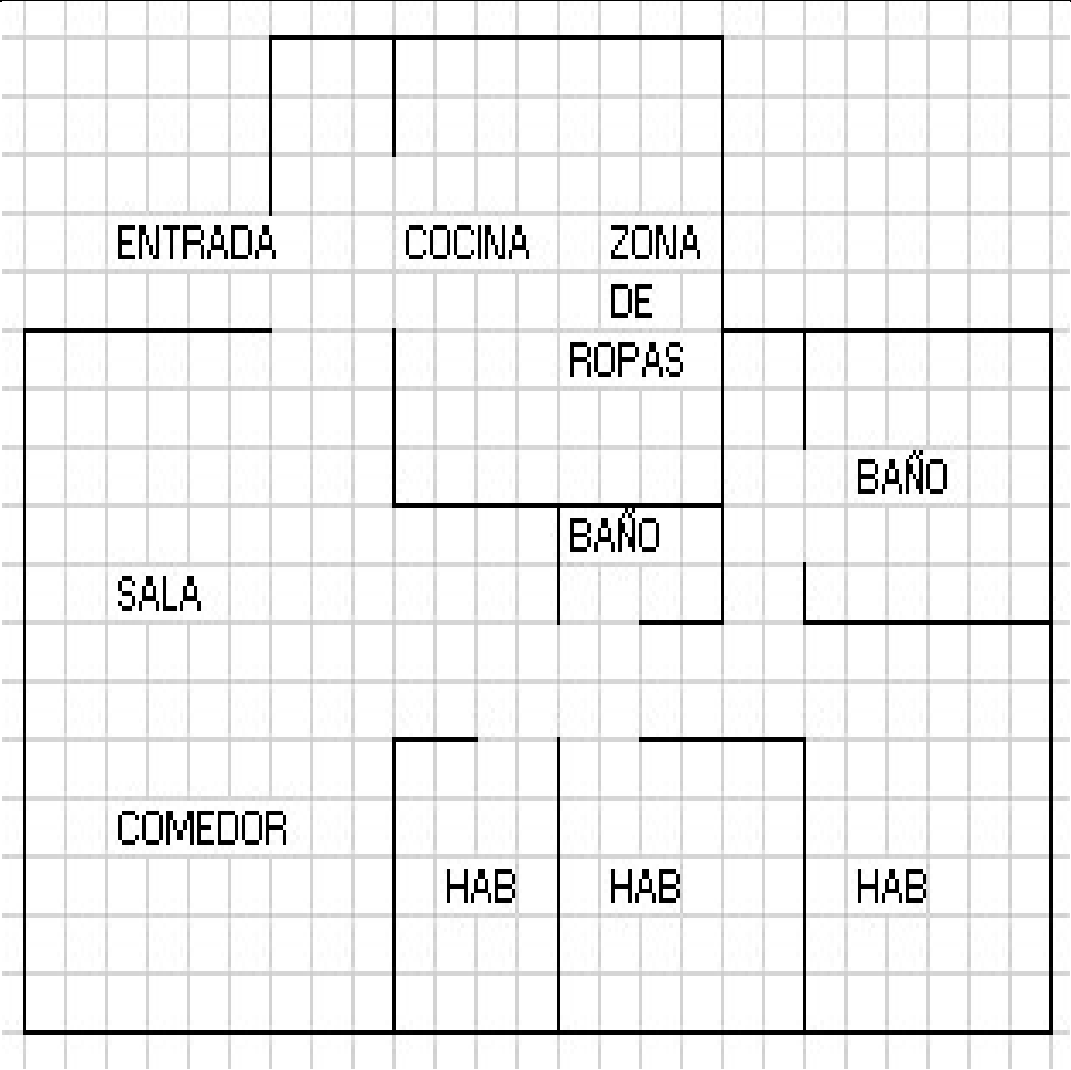 ENTRADA
COCINA
ZONA
DE
ROPAS
BAÑO
BAÑO
SALA
COMEDOR
HAB
HAB
HAB